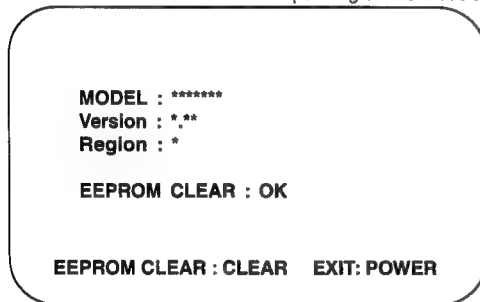 MODEL : *******
Version : *.**
Region : *
EEPROM CLEAR : OK
EEPROM CLEAR : CLEAR EXIT: POWER